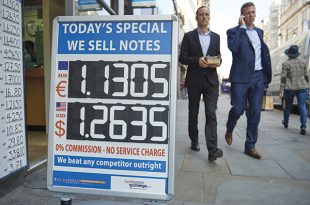 TODAY'S SPECIAL
WE SELL NOTES
EUR
€ 1.1305
USD
$ 1.2635
0% COMMISSION - NO SERVICE CHARGE
We beat any competitor outright